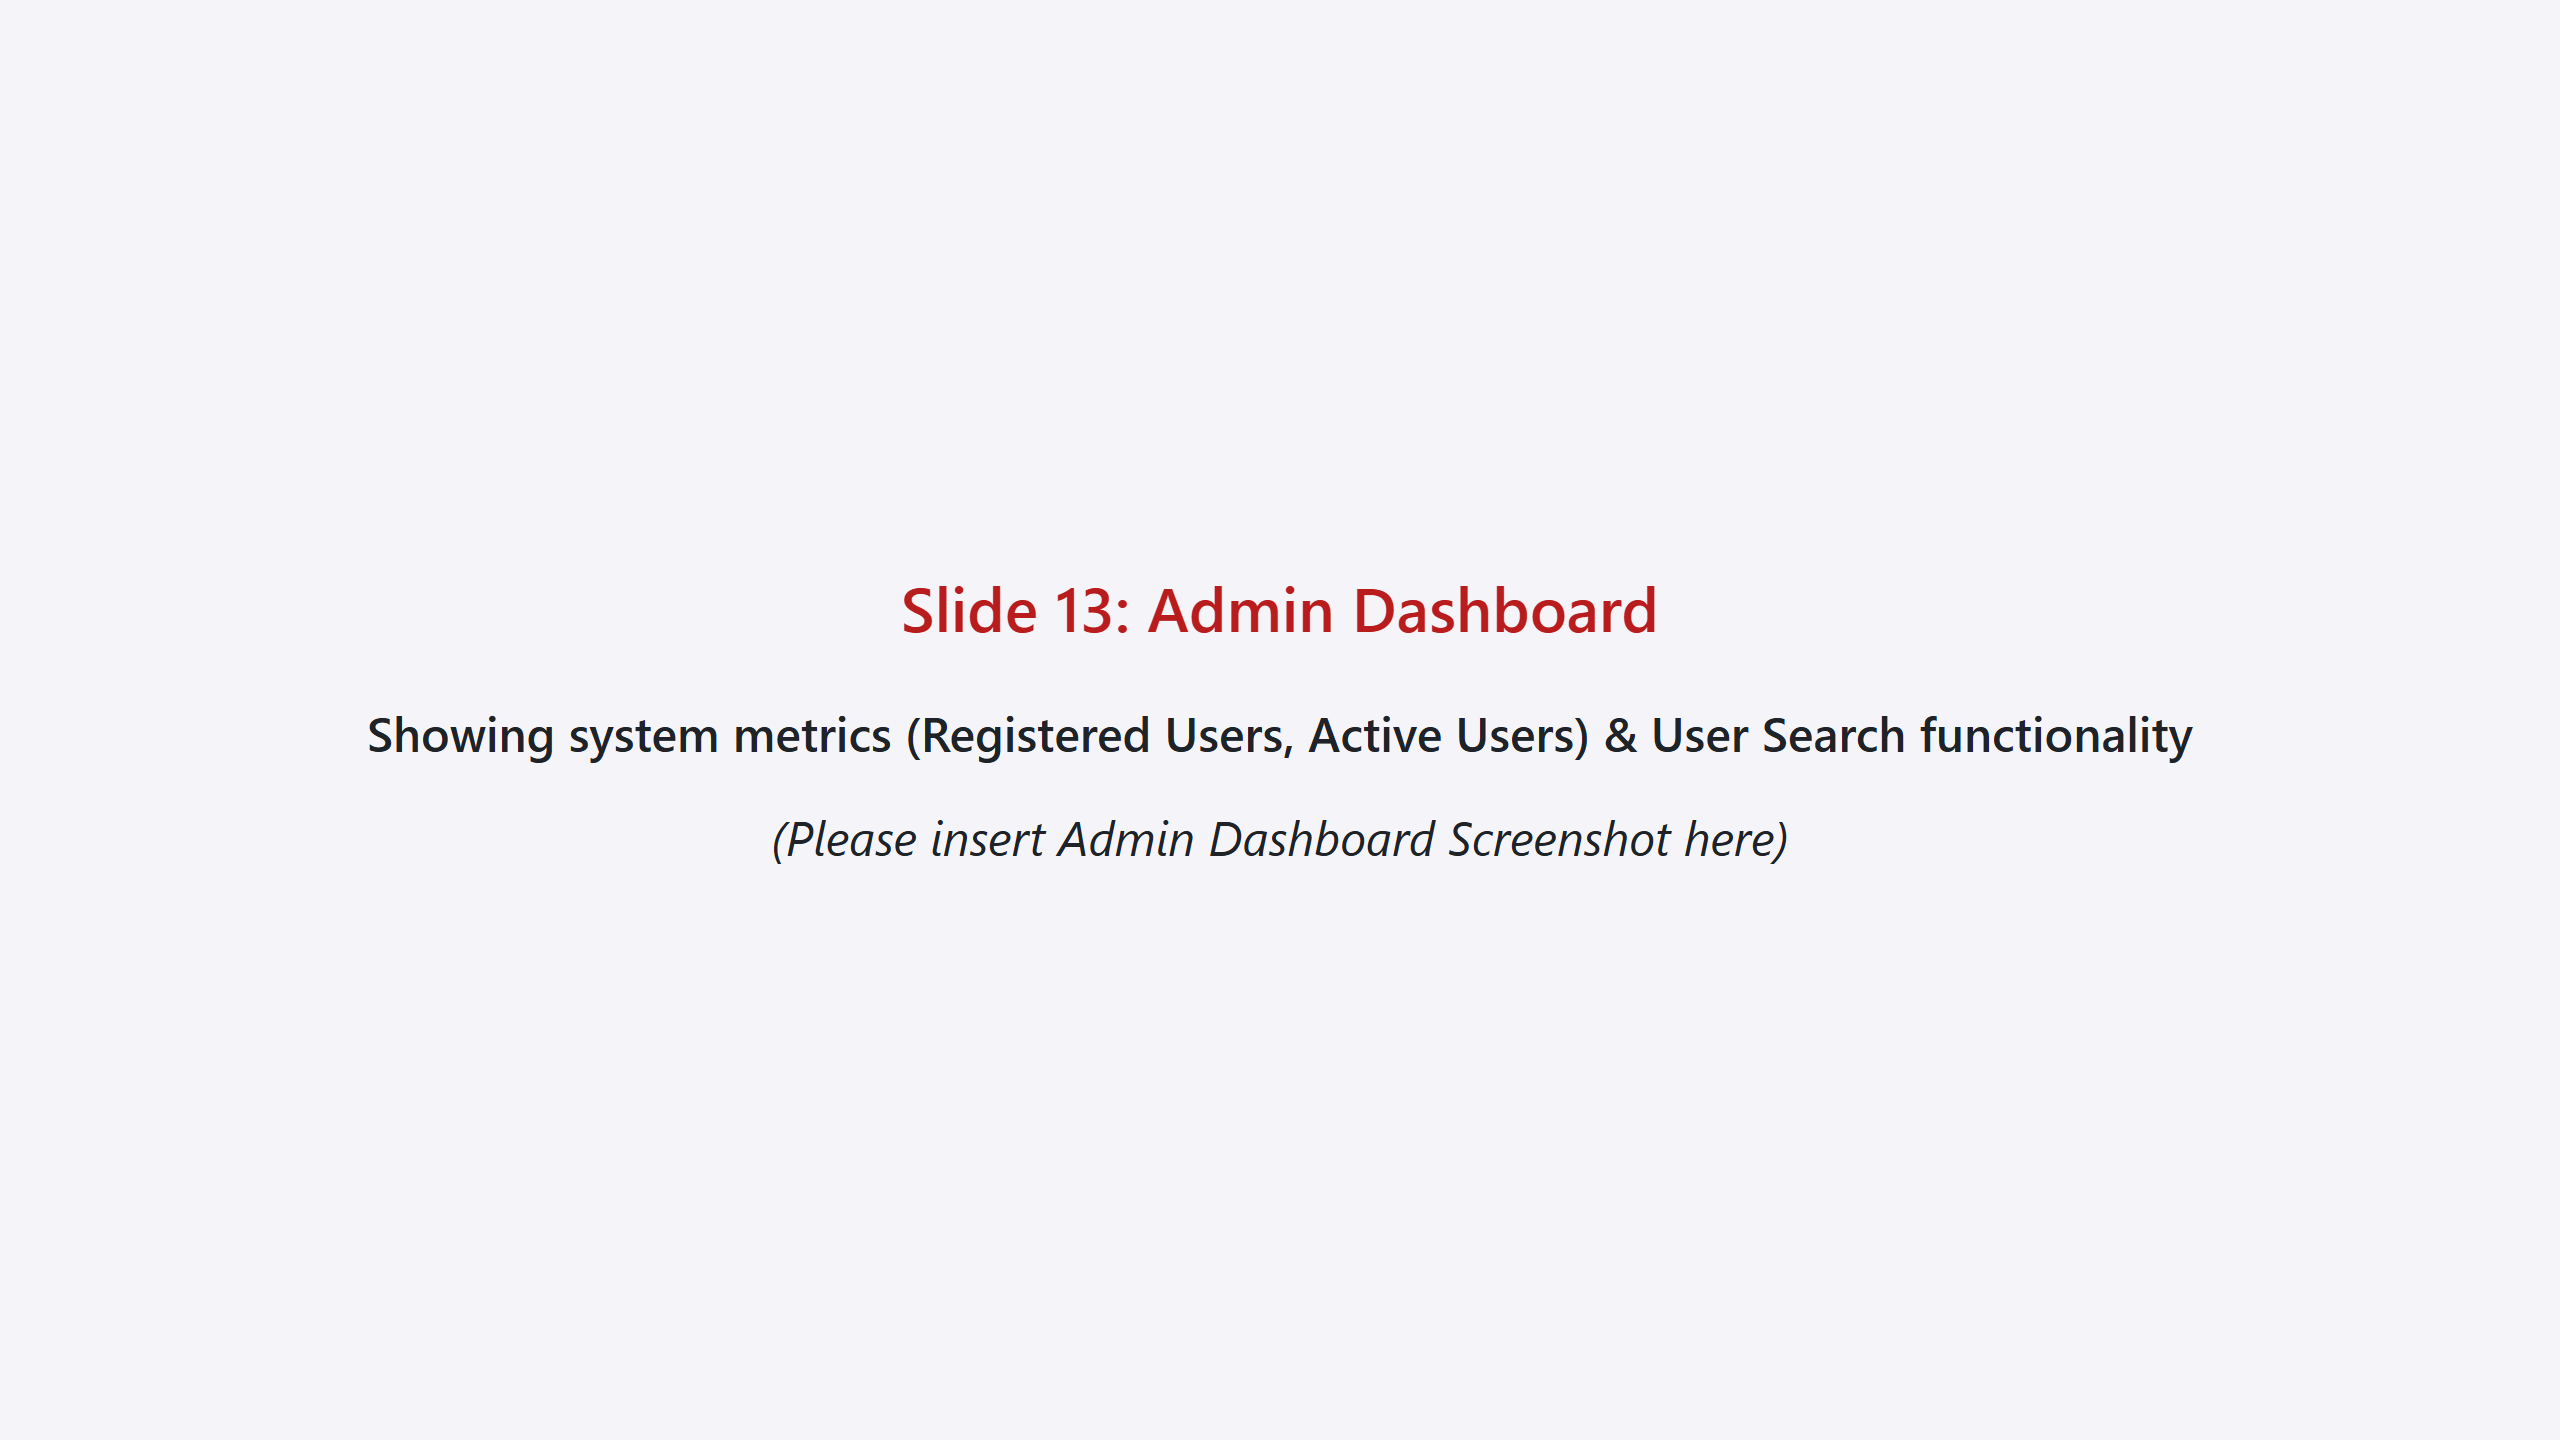 Slide 13: Admin Dashboard
Showing system metrics (Registered Users, Active Users) & User Search functionality
(Please insert Admin Dashboard Screenshot here)